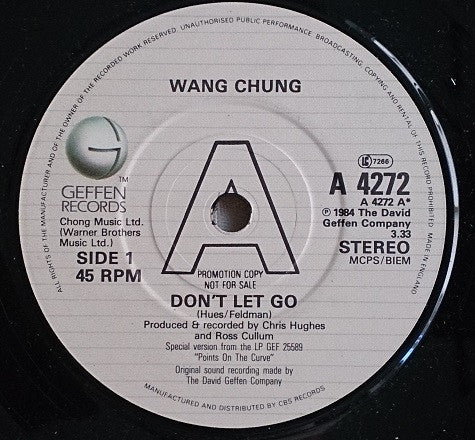 ALL RIGHTS OF THE MANUFACTURER AND OF THE OWNER OF THE RECORDED WORK RESERVED. UNAUTHORISED PUBLIC PERFORMANCE, BROADCASTING, COPYING AND RENTAL OF THIS RECORD PROHIBITED. MADE IN ENGLAND
WANG CHUNG
A
TM
GEFFEN
RECORDS
Chong Music Ltd.
(Warner Brothers
Music Ltd.)
SIDE 1
45 RPM
LC 7266
A 4272
A 4272 A*
℗ 1984 The David
Geffen Company
3.33
STEREO
MCPS/BIEM
PROMOTION COPY
NOT FOR SALE
DON'T LET GO
(Hues/Feldman)
Produced & recorded by Chris Hughes
and Ross Cullum
Special version from the LP GEF 25589
"Points On The Curve"
Original sound recording made by
The David Geffen Company
MANUFACTURED AND DISTRIBUTED BY CBS RECORDS